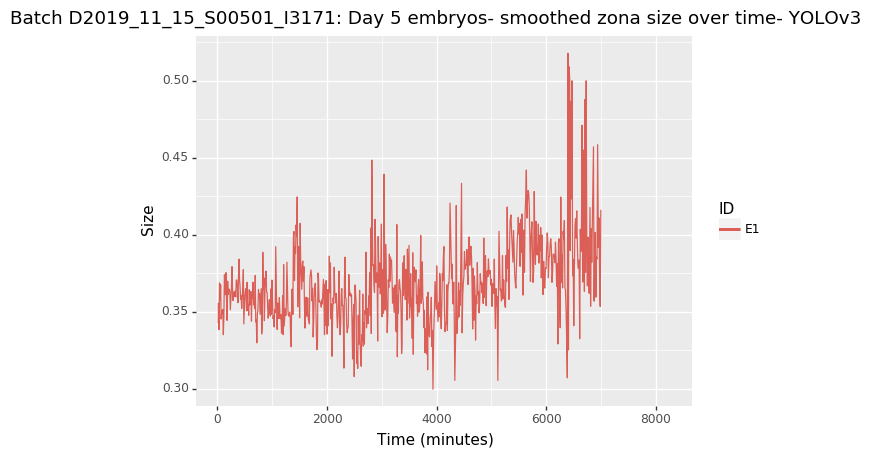 Batch D2019_11_15_S00501_I3171: Day 5 embryos- smoothed zona size over time- YOLOv3
0.50
0.45
0.40
0.35
0.30
Size
0
2000
4000
6000
8000
Time (minutes)
ID
E1